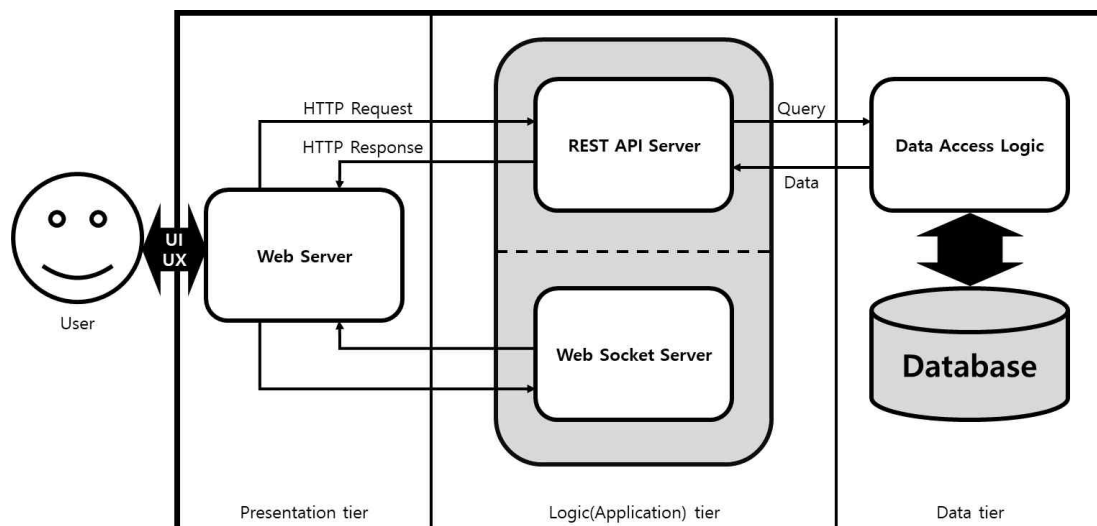 HTTP Request
HTTP Response
REST API Server
Query
Data
Data Access Logic
UI
UX
Web Server
User
Web Socket Server
Database
Presentation tier
Logic(Application) tier
Data tier